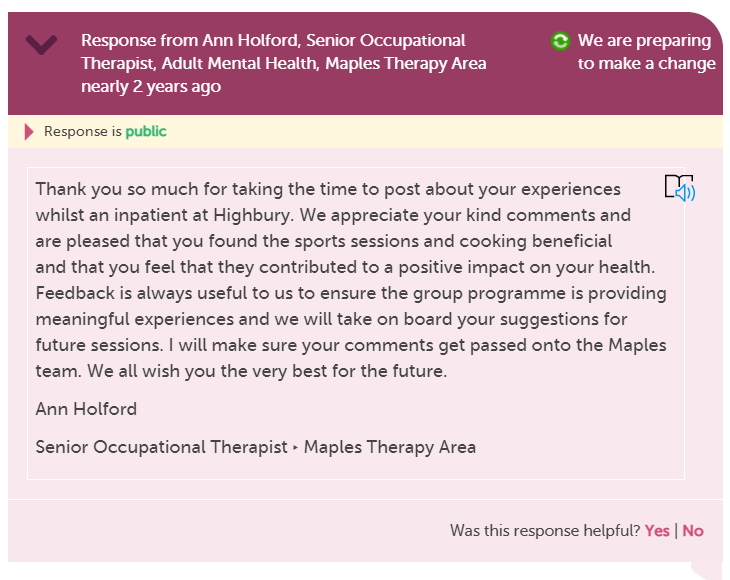 Response from Ann Holford, Senior Occupational
Therapist, Adult Mental Health, Maples Therapy Area
nearly 2 years ago
We are preparing
to make a change
Response is public
Thank you so much for taking the time to post about your experiences
whilst an inpatient at Highbury. We appreciate your kind comments and
are pleased that you found the sports sessions and cooking beneficial
and that you feel that they contributed to a positive impact on your health.
Feedback is always useful to us to ensure the group programme is providing
meaningful experiences and we will take on board your suggestions for
future sessions. I will make sure your comments get passed onto the Maples
team. We all wish you the very best for the future.
Ann Holford
Senior Occupational Therapist ‣ Maples Therapy Area
Was this response helpful? Yes | No